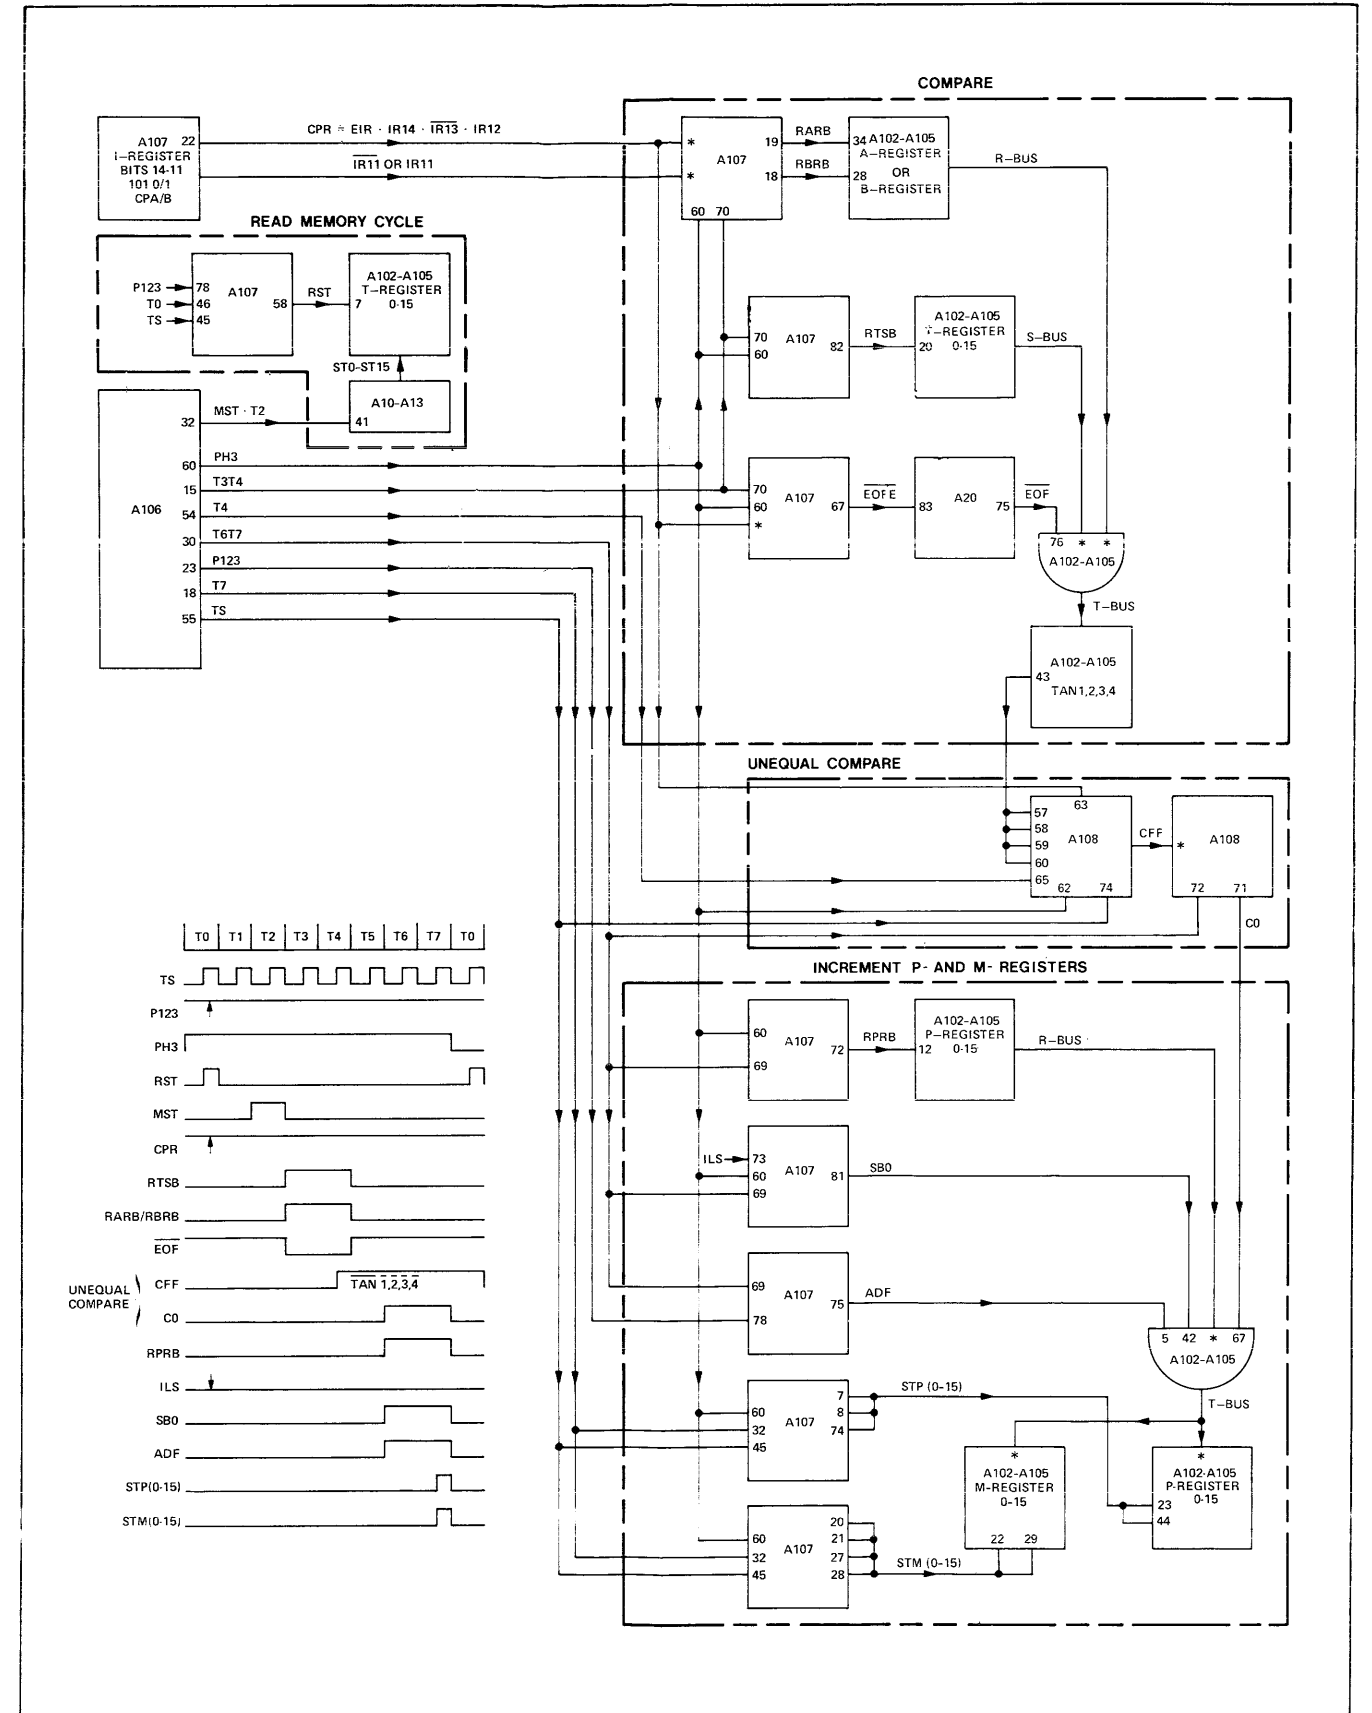 COMPARE
A107 22
I-REGISTER
BITS 14-11
101 0/1
CPA/B
CPR = EIR · IR14 · IR13 · IR12
IR11 OR IR11
*
*
A107
19
18
60 70
RARB
RBRB
34 A102-A105
A-REGISTER
OR
28 B-REGISTER
R-BUS
READ MEMORY CYCLE
P123
T0
TS
78
46
45
A107
58
RST
A102-A105
T-REGISTER
7 0-15
ST0-ST15
A10-A13
41
70
60
A107
82
RTSB
A102-A105
T-REGISTER
20 0-15
S-BUS
A106
32
60
15
54
30
23
18
55
MST · T2
PH3
T3T4
T4
T6T7
P123
T7
TS
70
60
*
A107
67
EOFE
83
A20
75
EOF
76 * *
A102-A105
T-BUS
A102-A105
43
TAN 1,2,3,4
UNEQUAL COMPARE
63
57
58
59
60
65
A108
62 74
CFF
*
A108
72 71
C0
INCREMENT P- AND M- REGISTERS
60
69
A107
72
RPRB
A102-A105
P-REGISTER
12 0-15
R-BUS
ILS
73
60
69
A107
81
SB0
69
78
A107
75
ADF
5 42 * 67
A102-A105
T-BUS
60
32
45
A107
7
8
74
STP (0-15)
*
A102-A105
M-REGISTER
0-15
22 29
*
A102-A105
P-REGISTER
0-15
23
44
60
32
45
A107
20
21
27
28
STM (0-15)
T0 T1 T2 T3 T4 T5 T6 T7 T0
TS
P123
PH3
RST
MST
CPR
RTSB
RARB/RBRB
EOF
UNEQUAL
COMPARE
CFF
TAN 1,2,3,4
C0
RPRB
ILS
SB0
ADF
STP(0-15)
STM(0-15)